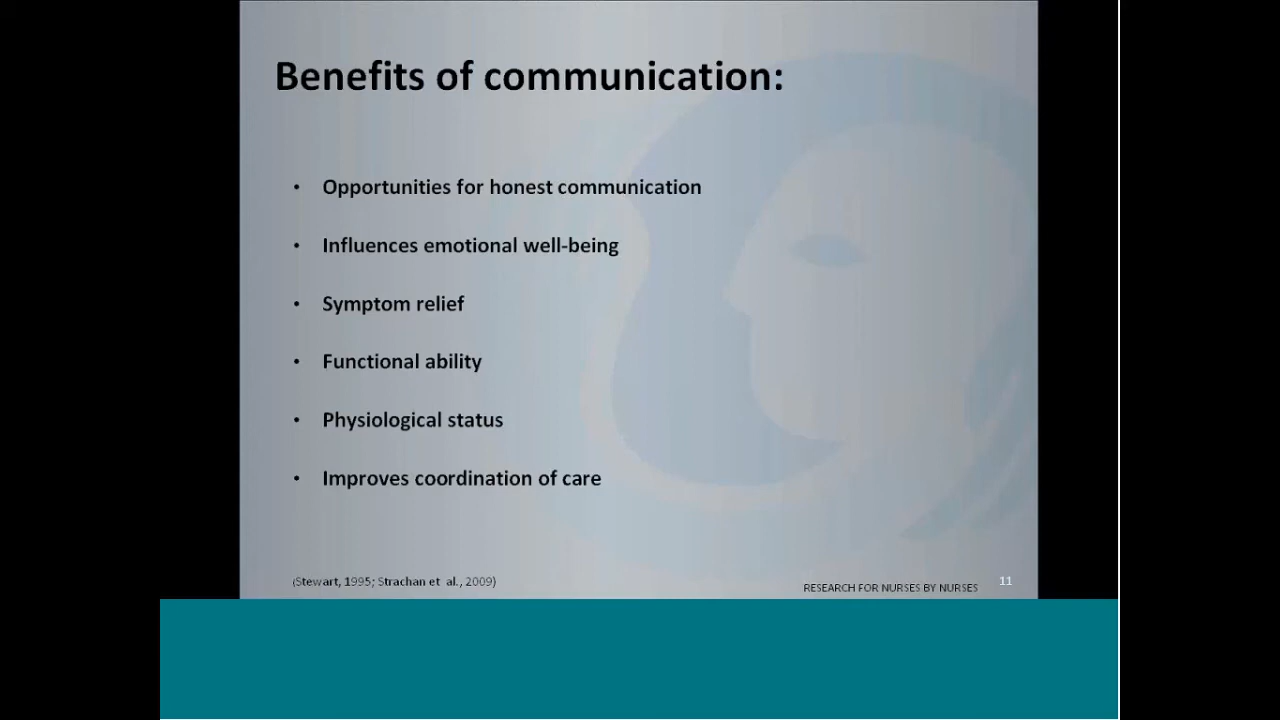 Benefits of communication:
• Opportunities for honest communication
• Influences emotional well-being
• Symptom relief
• Functional ability
• Physiological status
• Improves coordination of care
(Stewart, 1995; Strachan et al., 2009)
RESEARCH FOR NURSES BY NURSES
11